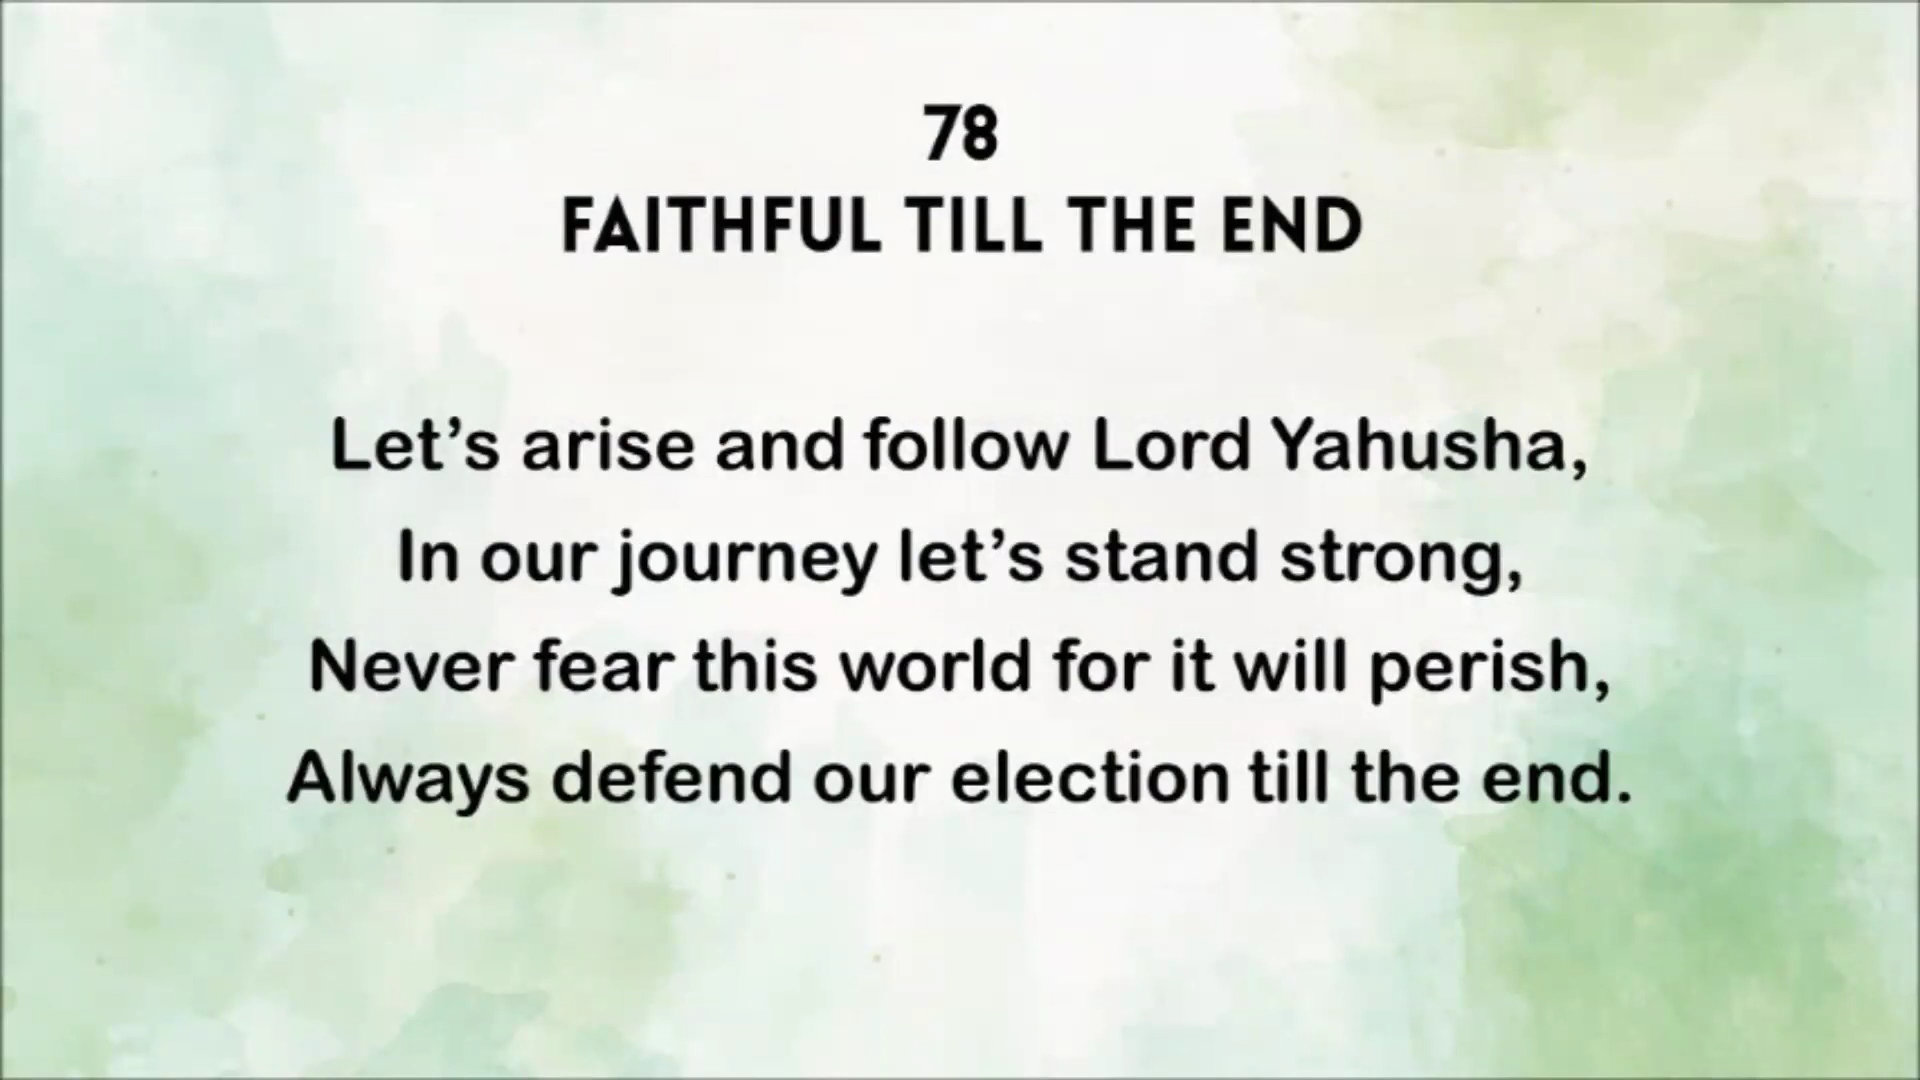 78
FAITHFUL TILL THE END
Let’s arise and follow Lord Yahusha,
In our journey let’s stand strong,
Never fear this world for it will perish,
Always defend our election till the end.